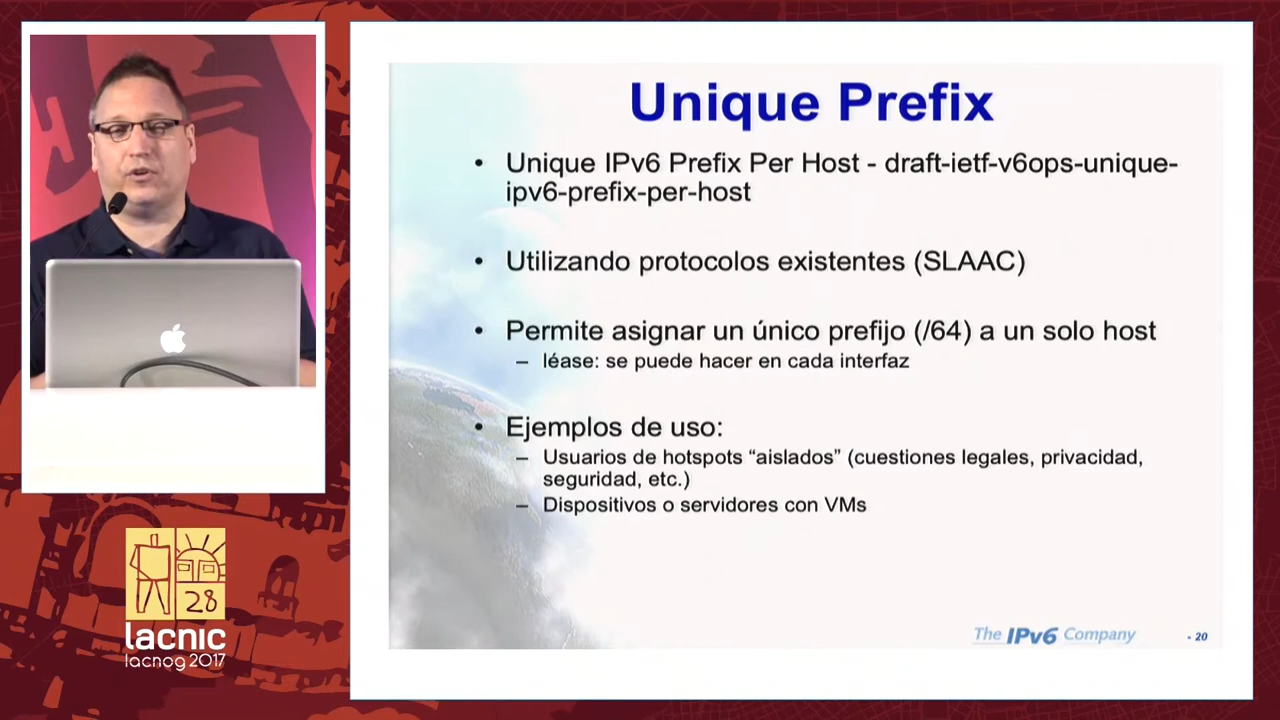 Unique Prefix
• Unique IPv6 Prefix Per Host - draft-ietf-v6ops-unique-
ipv6-prefix-per-host
• Utilizando protocolos existentes (SLAAC)
• Permite asignar un único prefijo (/64) a un solo host
– léase: se puede hacer en cada interfaz
• Ejemplos de uso:
– Usuarios de hotspots “aislados” (cuestiones legales, privacidad,
seguridad, etc.)
– Dispositivos o servidores con VMs
The IPv6 Company
- 20
28
lacnic
lacnog 2017